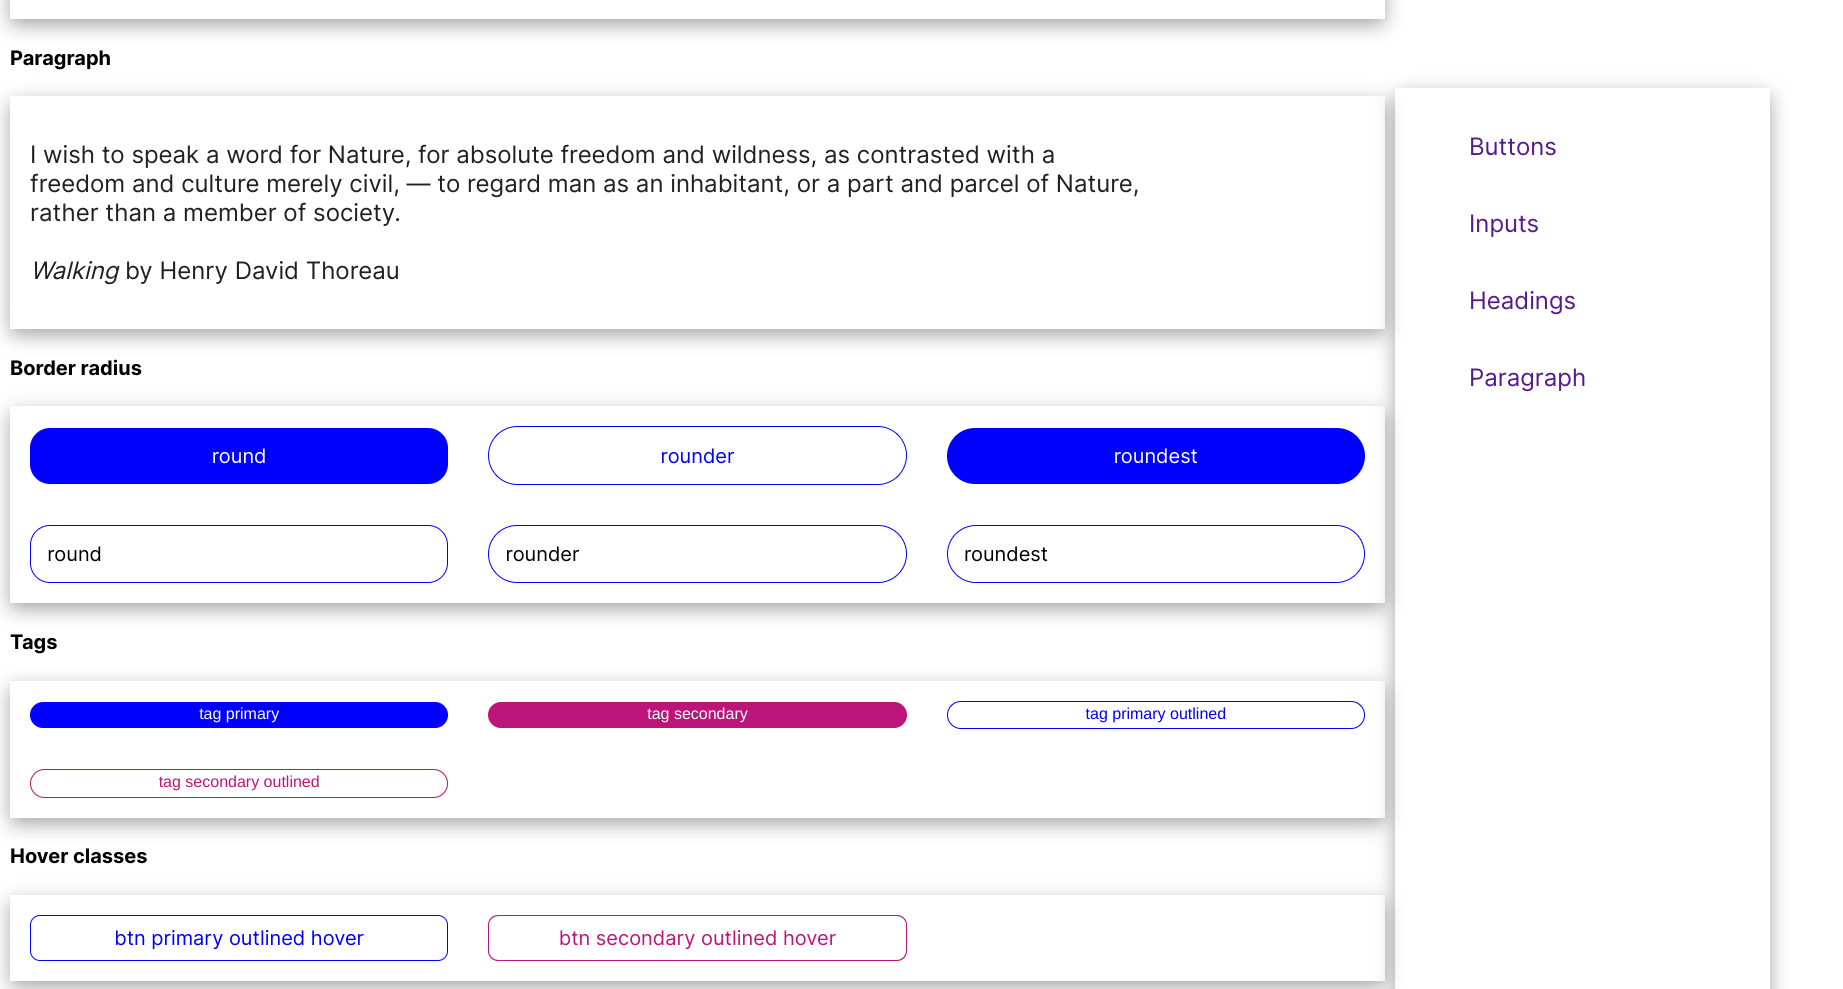 Paragraph
I wish to speak a word for Nature, for absolute freedom and wildness, as contrasted with a
freedom and culture merely civil, — to regard man as an inhabitant, or a part and parcel of Nature,
rather than a member of society.
Walking by Henry David Thoreau
Border radius
round
rounder
roundest
round
rounder
roundest
Tags
tag primary
tag secondary
tag primary outlined
tag secondary outlined
Hover classes
btn primary outlined hover
btn secondary outlined hover
Buttons
Inputs
Headings
Paragraph